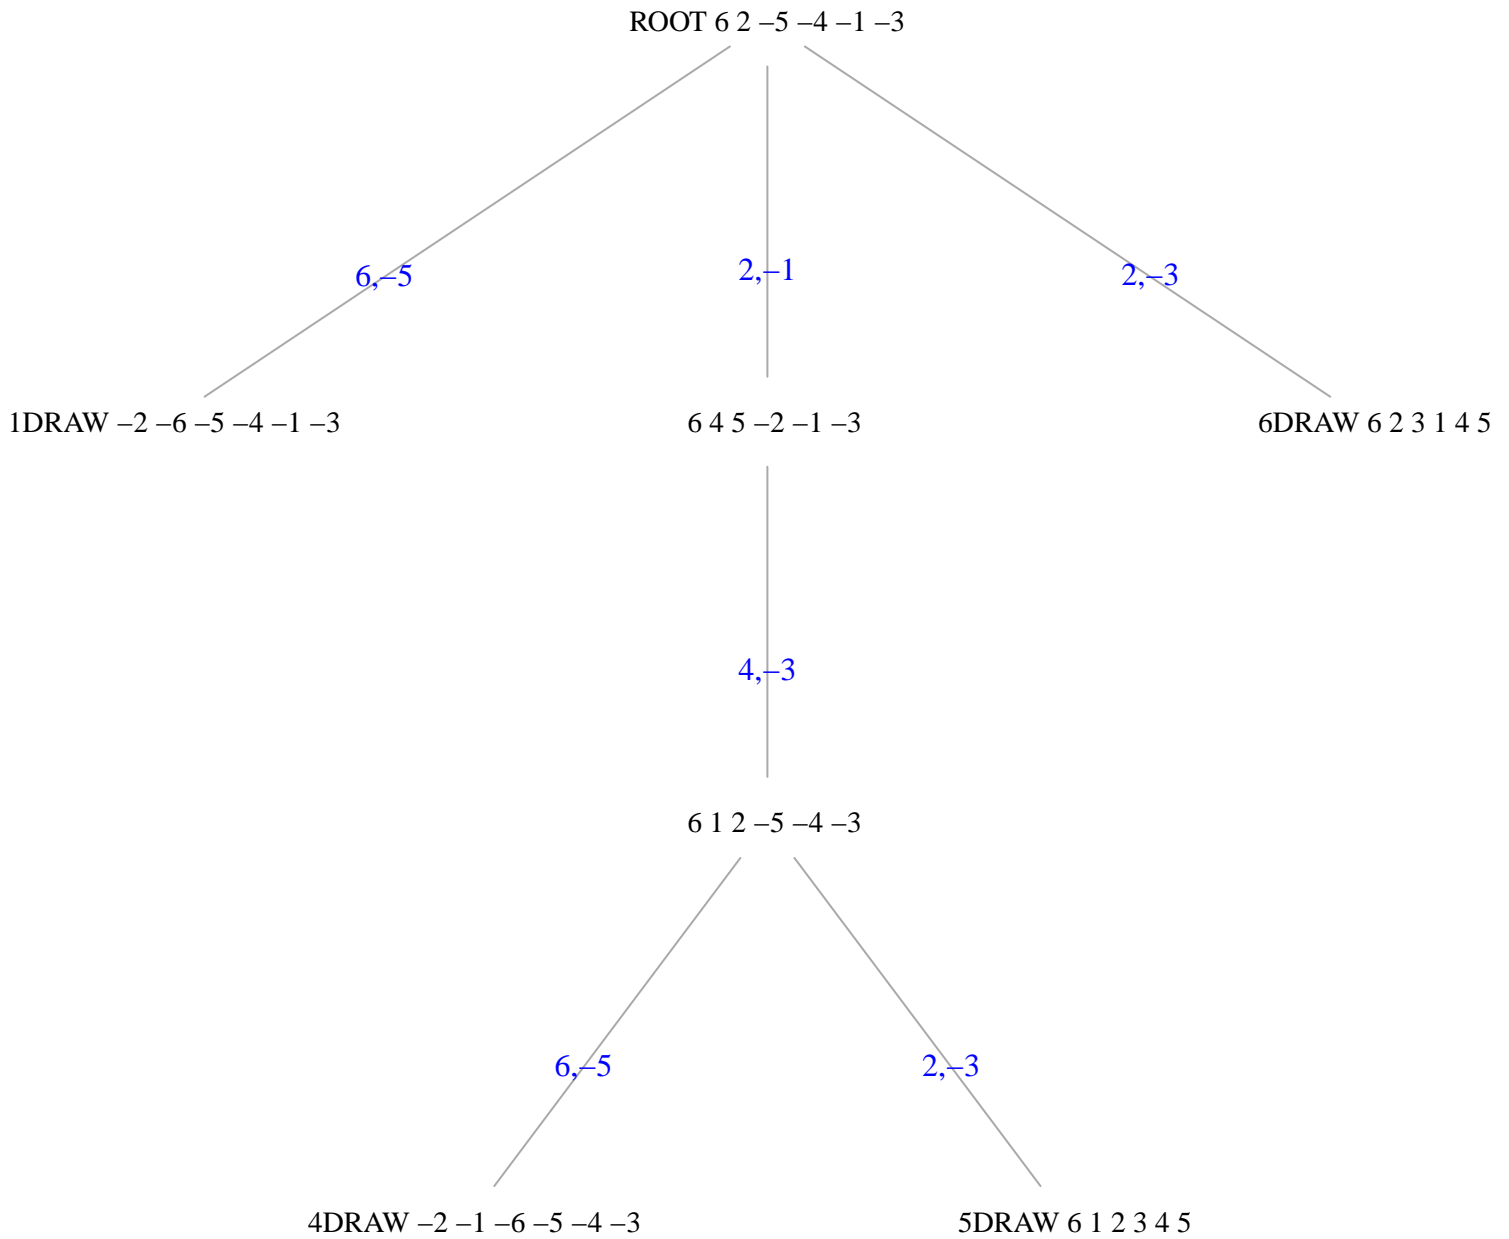 ROOT 6 2 –5 –4 –1 –3
6,–5
2,–1
2,–3
1DRAW –2 –6 –5 –4 –1 –3
6 4 5 –2 –1 –3
6DRAW 6 2 3 1 4 5
4,–3
6 1 2 –5 –4 –3
6,–5
2,–3
4DRAW –2 –1 –6 –5 –4 –3
5DRAW 6 1 2 3 4 5